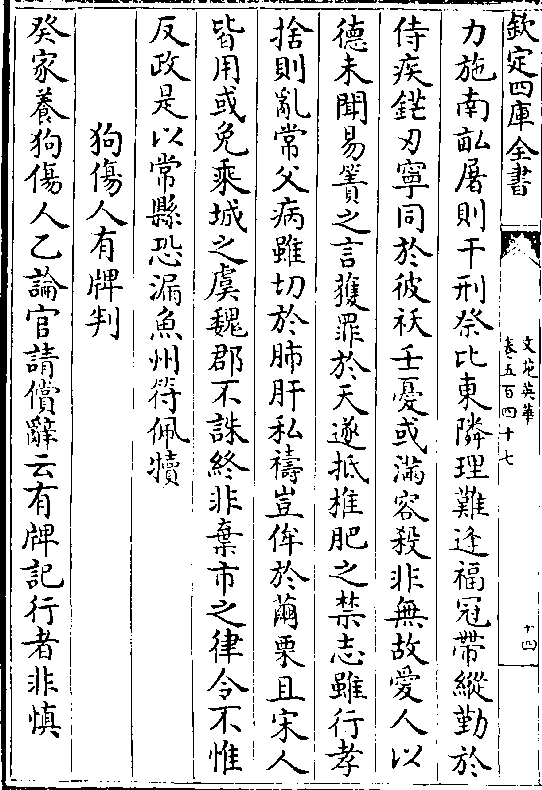 欽定四庫全書
文苑英華
卷五百四十七
十四
力施南畝屠則干刑祭比東隣理難逢福冠帶縱勤於
侍疾鋩刃寧同於彼祅壬憂或滿容殺非無故愛人以
德未聞易簀之言獲罪於天遂抵推肥之禁志雖行孝
捨則亂常父病雖切於肺肝私禱豈侔於繭栗且宋人
皆用或免乘城之虞魏郡不誅終非棄市之律令不惟
反政是以常縣恐漏魚州符佩犢
狗傷人有牌判
癸家養狗傷人乙論官請償辭云有牌記行者非慎